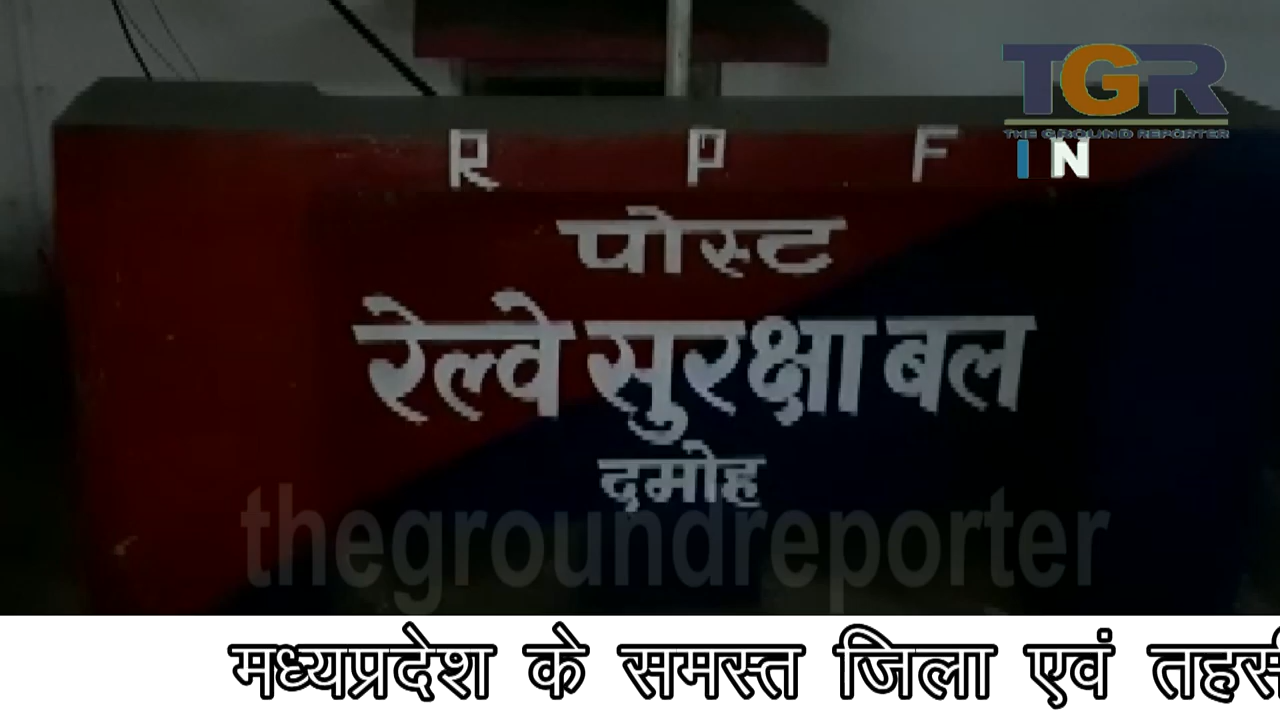 TGR
THE GROUND REPORTER
IN
R P F
पोस्ट
रेल्वे सुरक्षा बल
दमोह
thegroundreporter
मध्यप्रदेश के समस्त जिला एवं